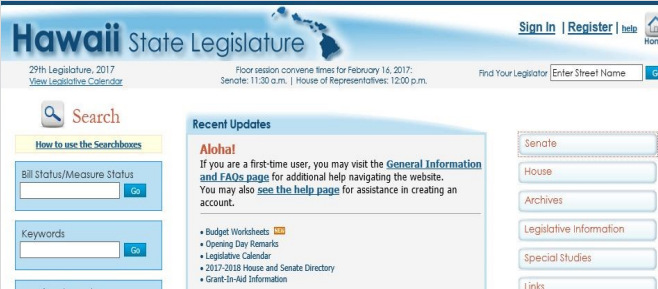 Hawaii State Legislature
Sign In | Register | help
29th Legislature, 2017
View Legislative Calendar
Floor session convene times for February 16, 2017:
Senate: 11:30 a.m. | House of Representatives: 12:00 p.m.
Find Your Legislator Enter Street Name
Search
How to use the Searchboxes
Bill Status/Measure Status
Go
Keywords
Go
Recent Updates
Aloha!
If you are a first-time user, you may visit the General Information
and FAQs page for additional help navigating the website.
You may also see the help page for assistance in creating an
account.
• Budget Worksheets NEW
• Opening Day Remarks
• Legislative Calendar
• 2017-2018 House and Senate Directory
• Grant-In-Aid Information
Senate
House
Archives
Legislative Information
Special Studies
Links